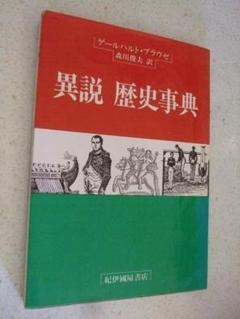 ゲールハルト・プラウゼ
森川俊夫 訳
異説 歴史事典
紀伊國屋書店